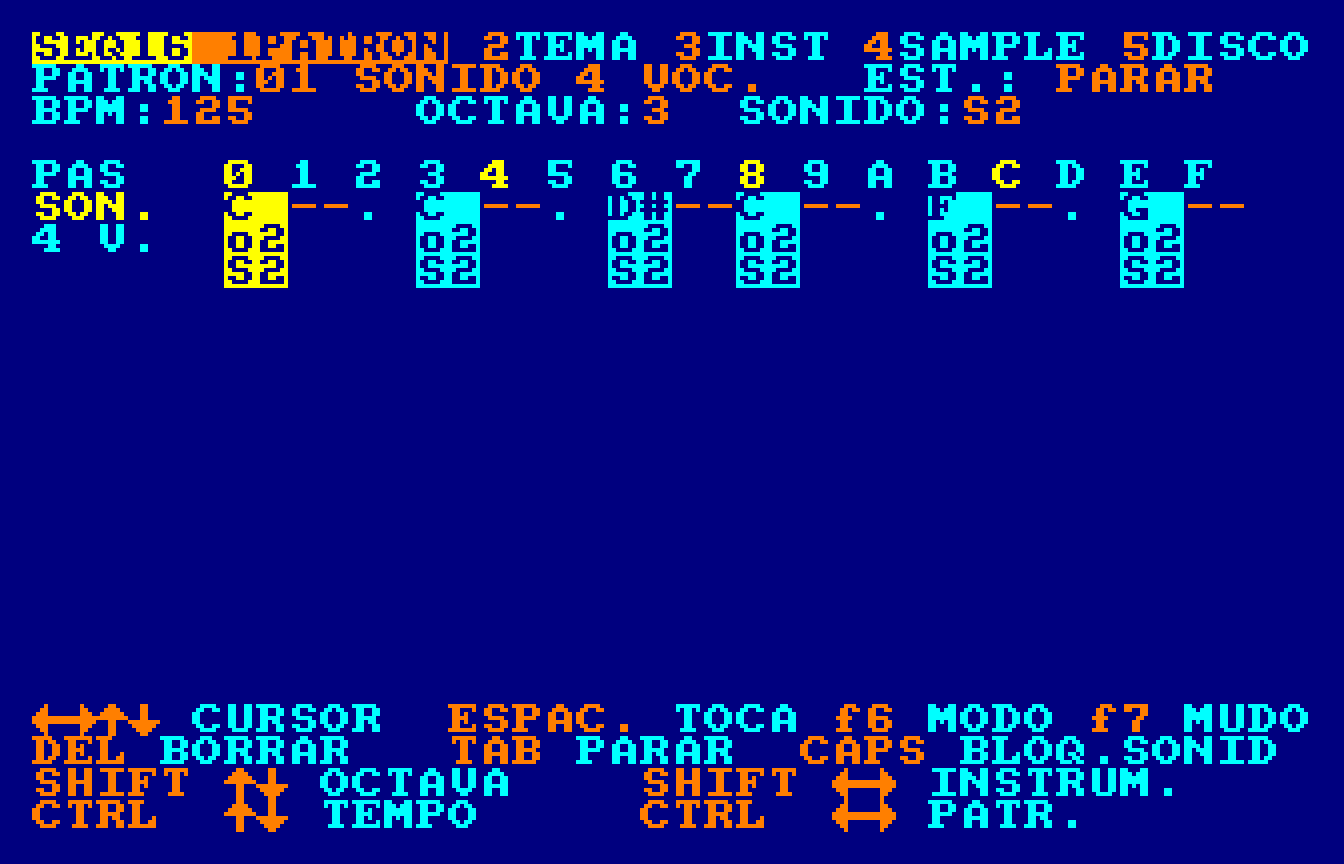 SEQ16 1PATRON 2TEMA 3INST 4SAMPLE 5DISCO
PATRON:01 SONIDO 4 VOC. EST.: PARAR
BPM:125 OCTAVA:3 SONIDO:S2
PAS 0 1 2 3 4 5 6 7 8 9 A B C D E F
SON. C --. C --. D#--C --. F --. G --
4 V. o2 o2 o2 o2 o2 o2
S2 S2 S2 S2 S2 S2
↔↑↓ CURSOR ESPAC. TOCA f6 MODO f7 MUDO
DEL BORRAR TAB PARAR CAPS BLOQ.SONID
SHIFT ↑↓ OCTAVA SHIFT ↔ INSTRUM.
CTRL ↑↓ TEMPO CTRL ↔ PATR.